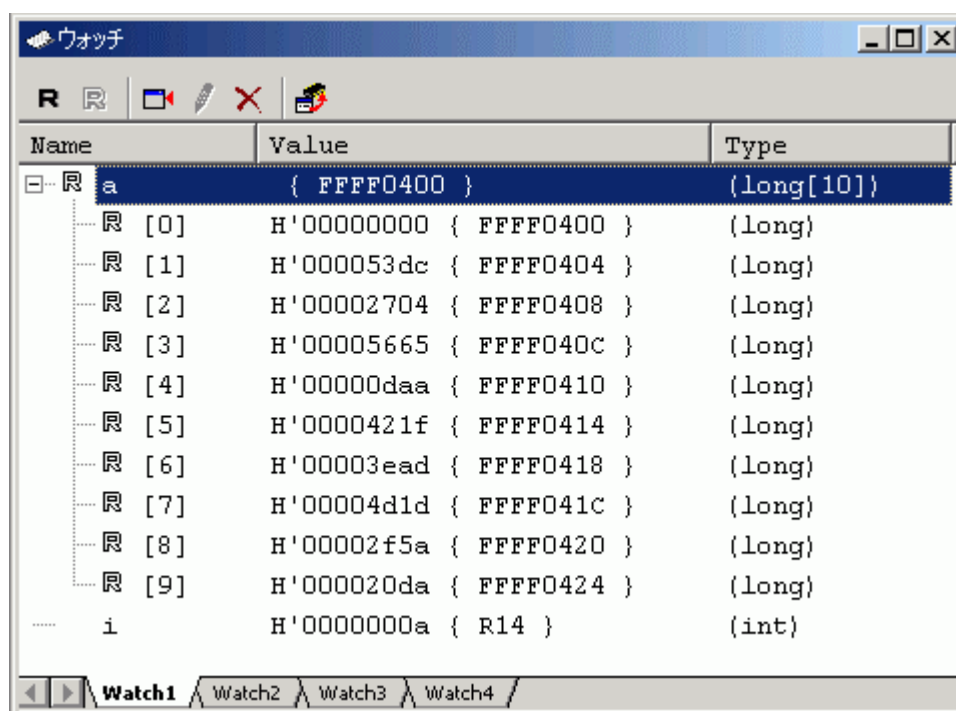 ウォッチ
R R
Name Value Type
R a { FFFF0400 } (long[10])
R [0] H'00000000 { FFFF0400 } (long)
R [1] H'000053dc { FFFF0404 } (long)
R [2] H'00002704 { FFFF0408 } (long)
R [3] H'00005665 { FFFF040C } (long)
R [4] H'00000daa { FFFF0410 } (long)
R [5] H'0000421f { FFFF0414 } (long)
R [6] H'00003ead { FFFF0418 } (long)
R [7] H'00004d1d { FFFF041C } (long)
R [8] H'00002f5a { FFFF0420 } (long)
R [9] H'000020da { FFFF0424 } (long)
i H'0000000a { R14 } (int)
Watch1 Watch2 Watch3 Watch4